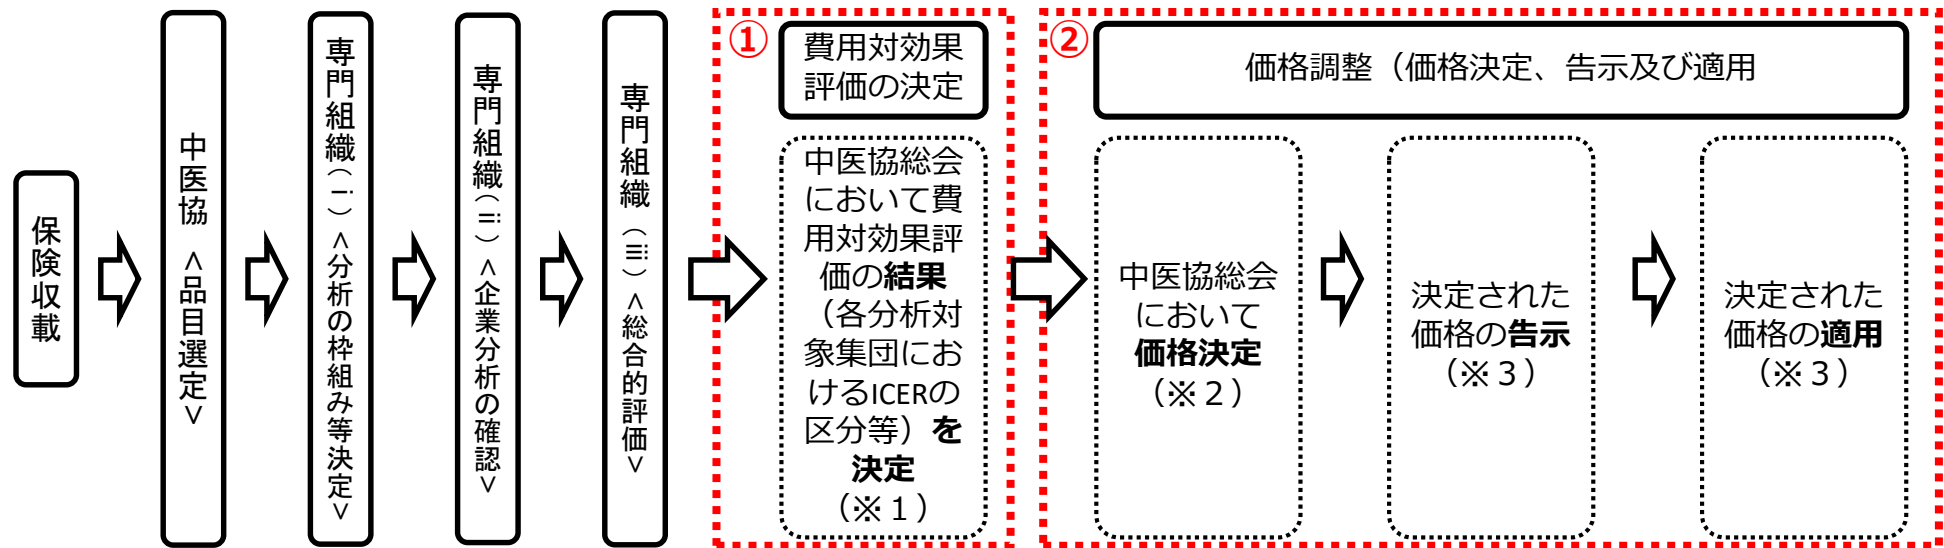 保険収載
中医協 <品目選定>
専門組織(ⅰ)<分析の枠組み等決定>
専門組織(ⅱ)<企業分析の確認>
専門組織(ⅲ)<総合的評価>
①
費用対効果
評価の決定
中医協総会
において費
用対効果評
価の結果
（各分析対
象集団にお
けるICERの
区分等）を
決定
（※１）
②
価格調整（価格決定、告示及び適用
中医協総会
において
価格決定
（※２）
決定された
価格の告示
（※３）
決定された
価格の適用
（※３）